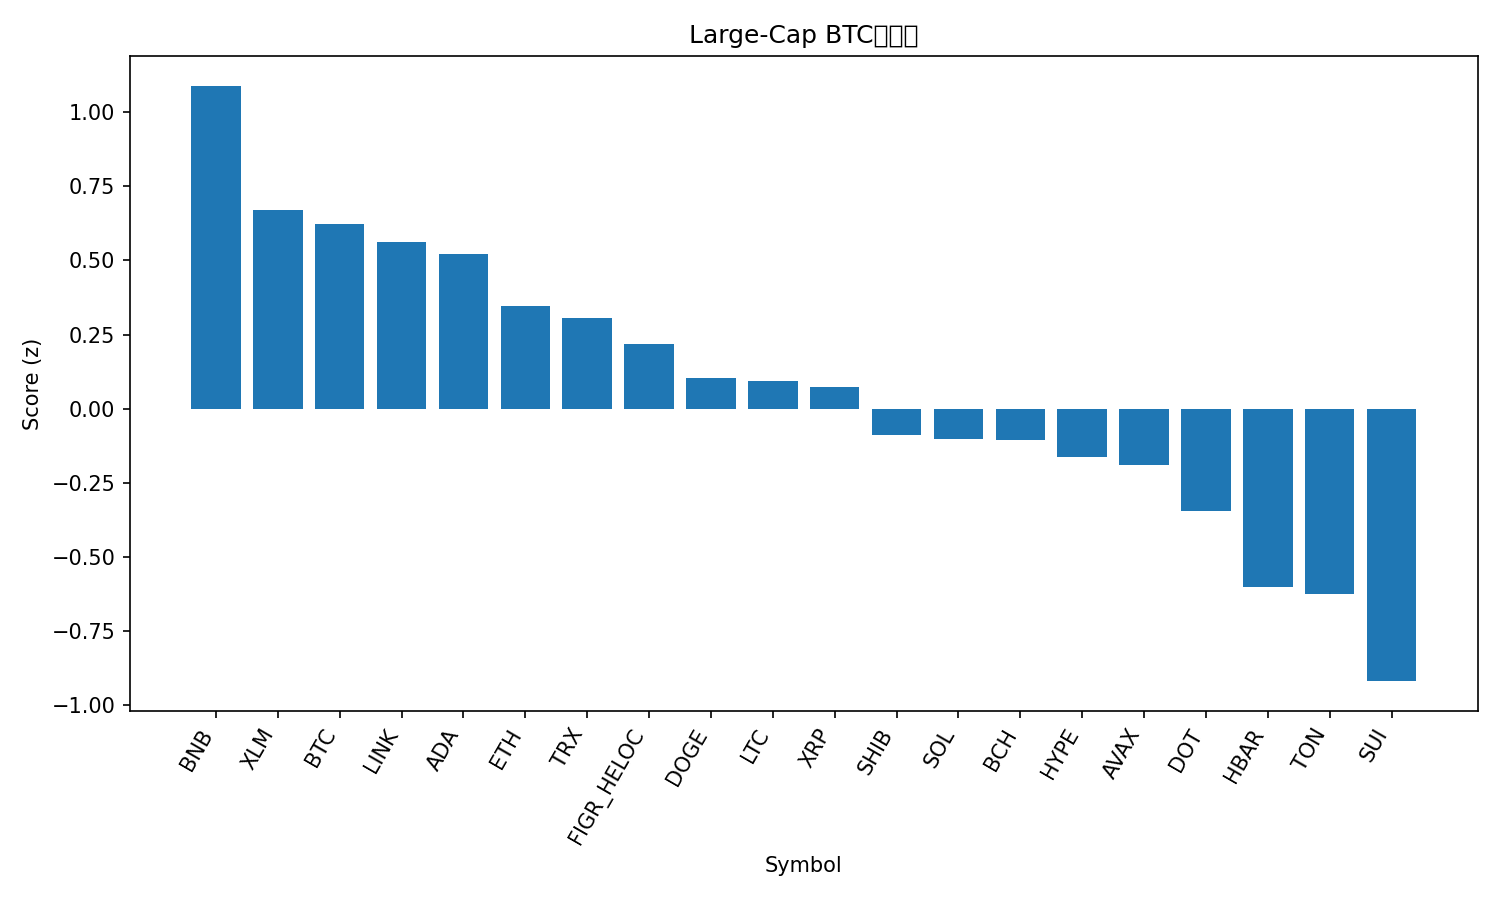 Large-Cap BTC
Score (z)
1.00
0.75
0.50
0.25
0.00
−0.25
−0.50
−0.75
−1.00
BNB
XLM
BTC
LINK
ADA
ETH
TRX
FIGR_HELOC
DOGE
LTC
XRP
SHIB
SOL
BCH
HYPE
AVAX
DOT
HBAR
TON
SUI
Symbol